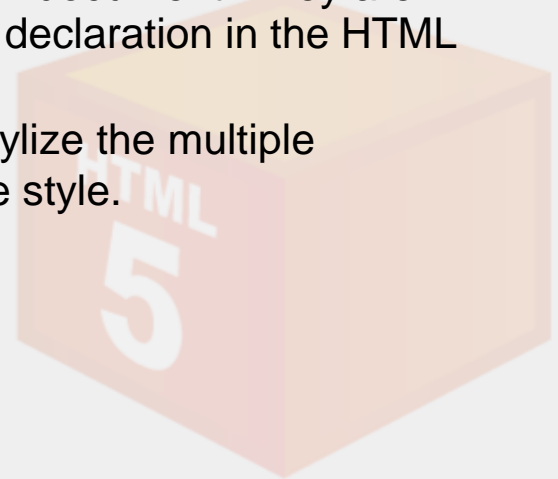 declaration in the HTML
ylize the multiple
e style.
HTML
5